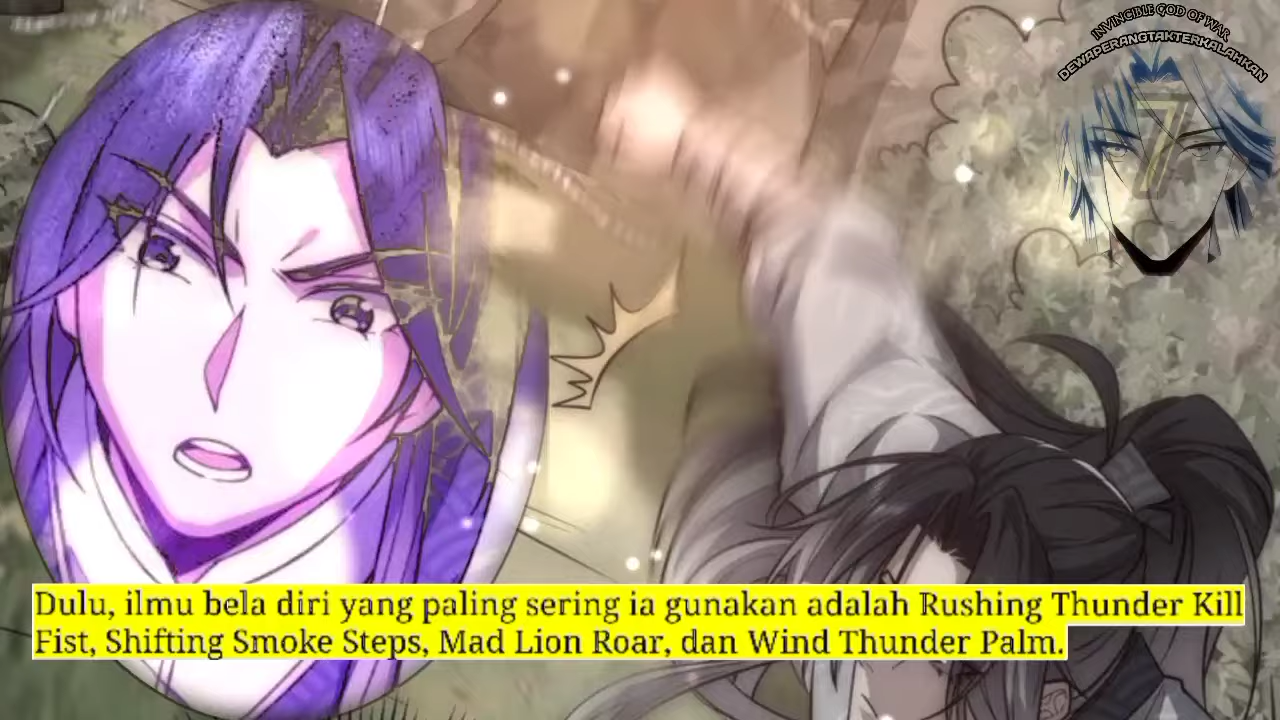 INVINCIBLE GOD OF WAR
DEWAPERANGTAKTERKALAHKAN
7
Dulu, ilmu bela diri yang paling sering ia gunakan adalah Rushing Thunder Kill
Fist, Shifting Smoke Steps, Mad Lion Roar, dan Wind Thunder Palm.